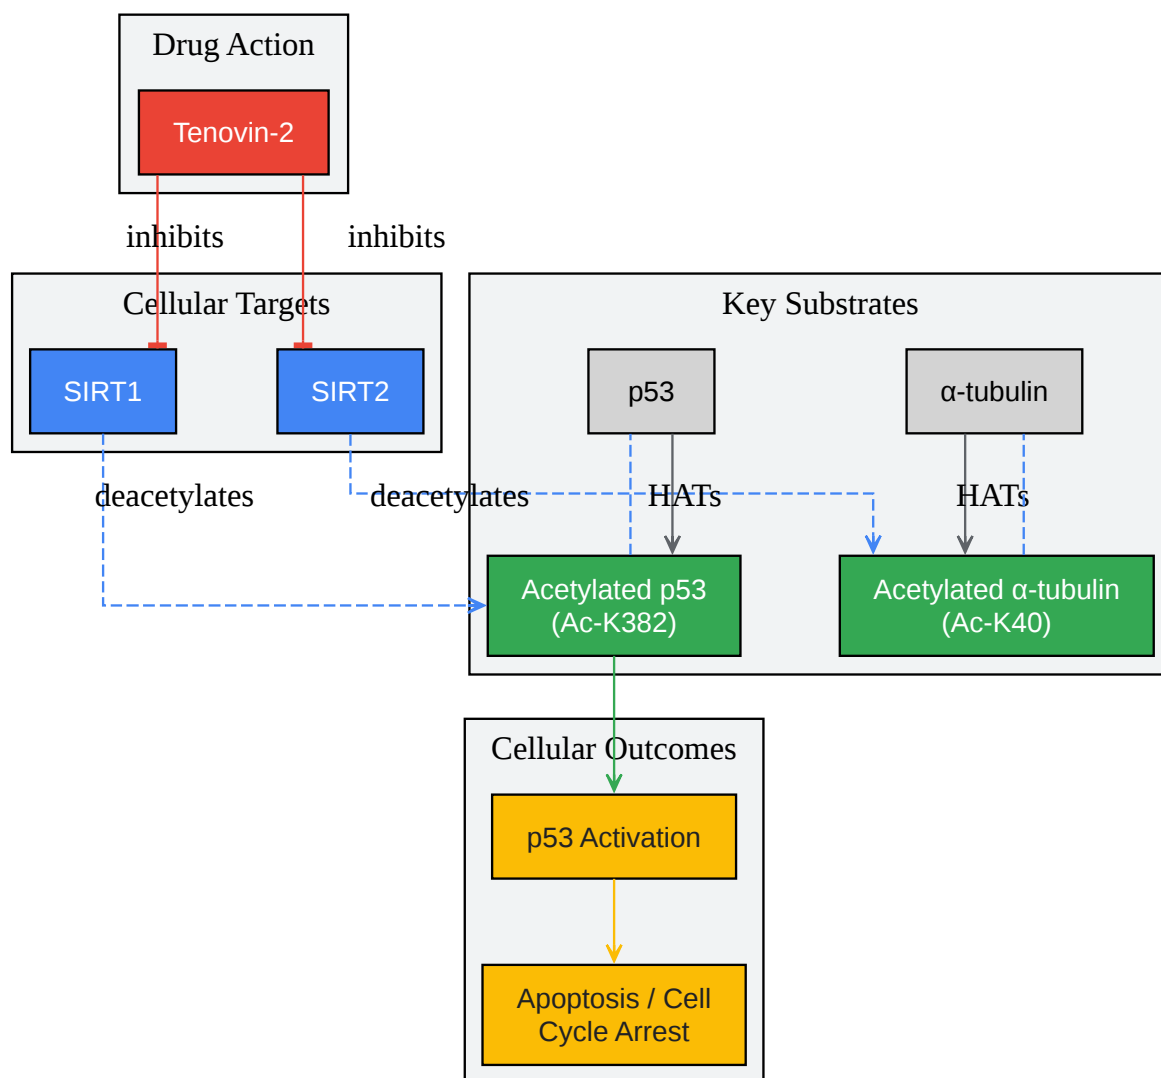 Drug Action
Tenovin-2
inhibits
inhibits
Cellular Targets
Key Substrates
SIRT1
SIRT2
p53
α-tubulin
deacetylates
deacetylates
HATs
HATs
Acetylated p53
(Ac-K382)
Acetylated α-tubulin
(Ac-K40)
Cellular Outcomes
p53 Activation
Apoptosis / Cell
Cycle Arrest